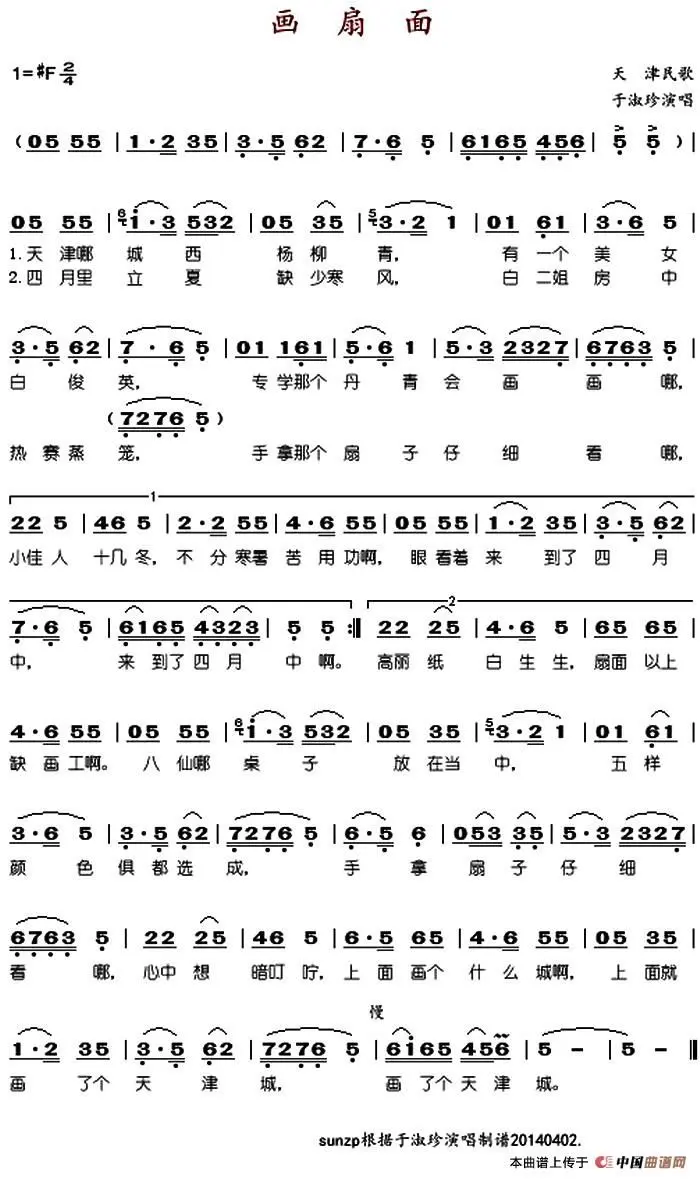 画 扇 面
1=#F 2/4
天 津民歌
于淑珍演唱
（05 55 | 1·2 35 | 3·5 62 | 7·6 5 | 6165 456 | 5 5）|
05 55 | 6 i·3 532 | 05 35 | 5 3·2 1 | 01 61 | 3·6 5 |
1.天 津哪 城 西 杨 柳 青， 有 一个 美 女
2.四 月里 立 夏 缺 少寒 风， 白 二姐 房 中
3·5 62 | 7·6 5 | 01 161 | 5·6 1 | 5·3 2327 | 6763 5 |
白 俊 英， 专 学那个 丹 青 会 画 画 哪，
（7276 5）
热 赛 蒸 笼， 手 拿那个 扇 子 仔 细 看 哪，
1
22 5 | 46 5 | 2·2 55 | 4·6 55 | 05 55 | 1·2 35 | 3·5 62 |
小佳 人 十几 冬，不 分 寒暑 苦 用 功啊， 眼 看着 来 到了 四 月
2
7·6 5 | 6165 4323 | 5 5 :‖ 22 25 | 4·6 5 | 65 65 |
中， 来 到了 四 月 中 啊。 高丽 纸 白 生 生，扇面 以上
4·6 55 | 05 55 | 6 i·3 532 | 05 35 | 5 3·2 1 | 01 61 |
缺 画 工啊。 八 仙哪 桌 子 放 在当 中， 五 样
3·6 5 | 3·5 62 | 7276 5 | 6·5 6 | 053 35 | 5·3 2327 |
颜 色 俱 都 选 成， 手 拿 扇 子 仔 细
6763 5 | 22 25 | 46 5 | 6·5 65 | 4·6 55 | 05 35 |
看 哪，心中 想 暗叮 咛，上 面 画个 什 么 城啊， 上 面就
慢
1·2 35 | 3·5 62 | 7276 5 | 6i65 456 | 5 － | 5 － ‖
画 了个 天 津 城， 画 了个 天 津 城。
sunzp根据于淑珍演唱制谱20140402.
本曲谱上传于 中国曲谱网